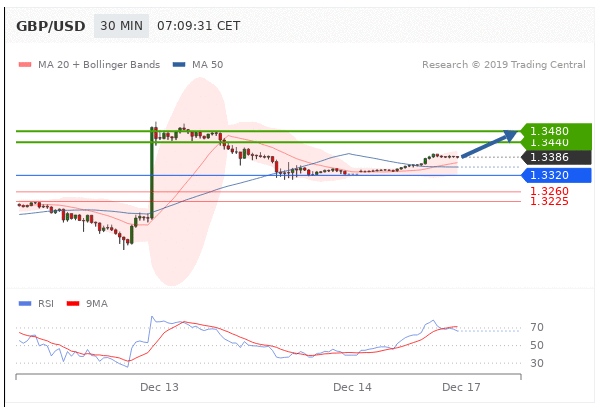 GBP/USD 30 MIN 07:09:31 CET
MA 20 + Bollinger Bands MA 50 Research © 2019 Trading Central
1.3480
1.3440
1.3386
1.3320
1.3260
1.3225
RSI 9MA
70
50
30
Dec 13 Dec 14 Dec 17